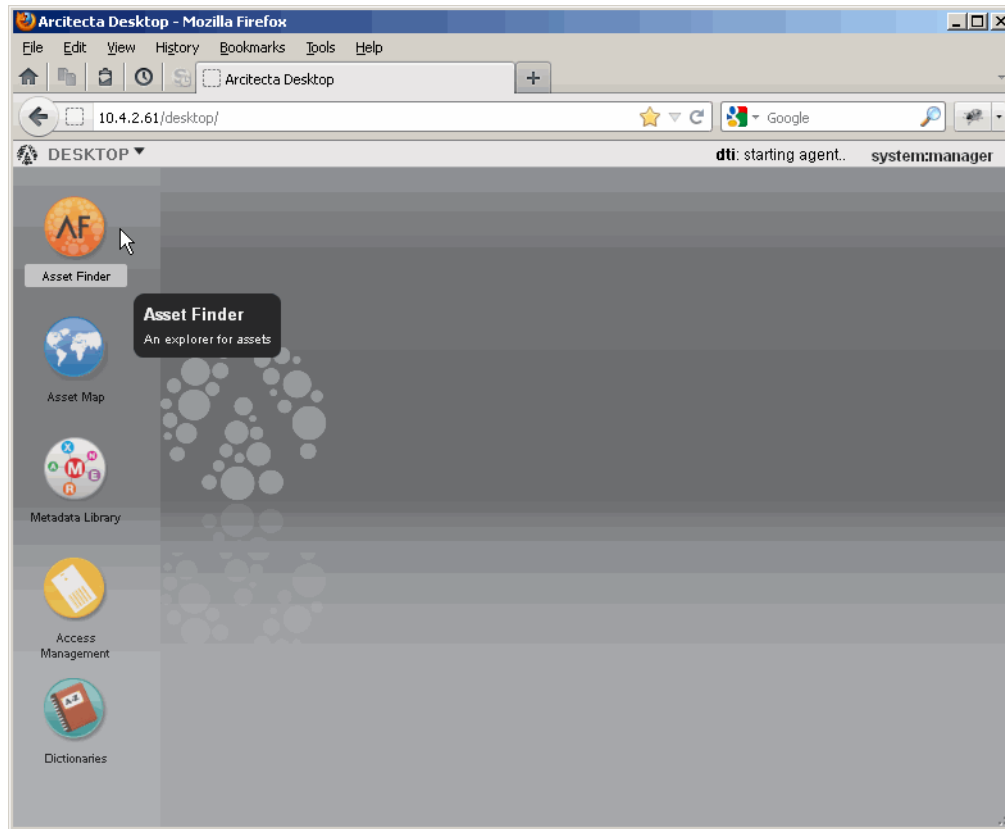 Arcitecta Desktop - Mozilla Firefox
File Edit View History Bookmarks Tools Help
Arcitecta Desktop
10.4.2.61/desktop/
Google
DESKTOP
dti: starting agent.. system:manager
AF
Asset Finder
Asset Finder
An explorer for assets
Asset Map
X
A M E
R
Metadata Library
Access
Management
A-Z
Dictionaries